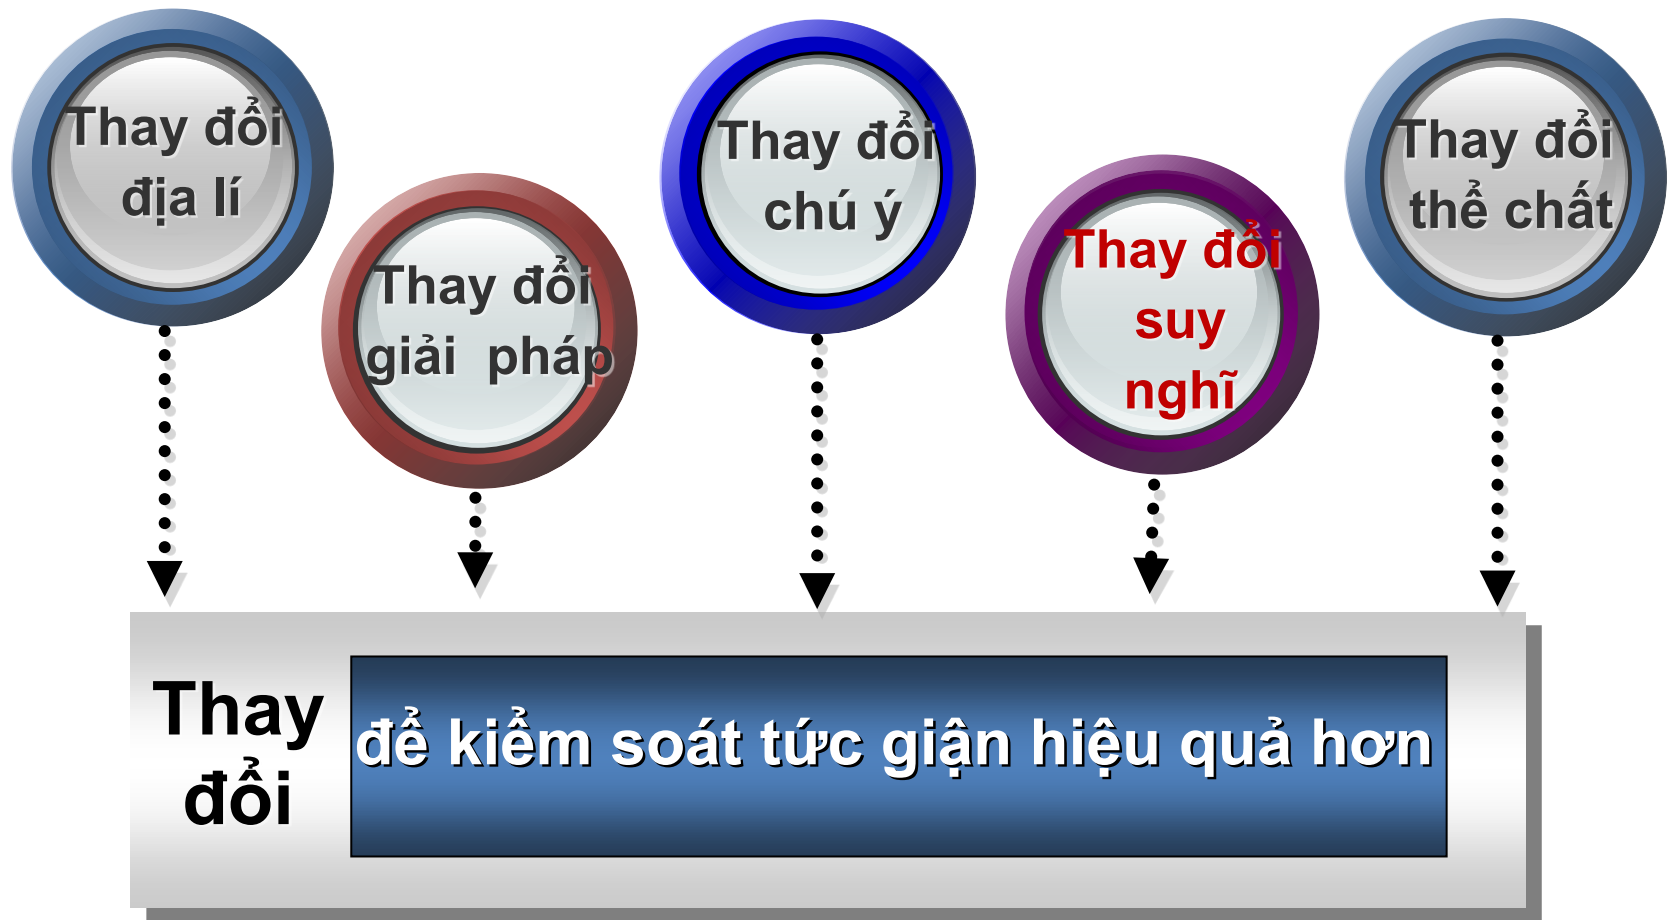 Thay đổi
địa lí
Thay đổi
giải pháp
Thay đổi
chú ý
Thay đổi
suy
nghĩ
Thay đổi
thể chất
Thay
đổi
để kiểm soát tức giận hiệu quả hơn